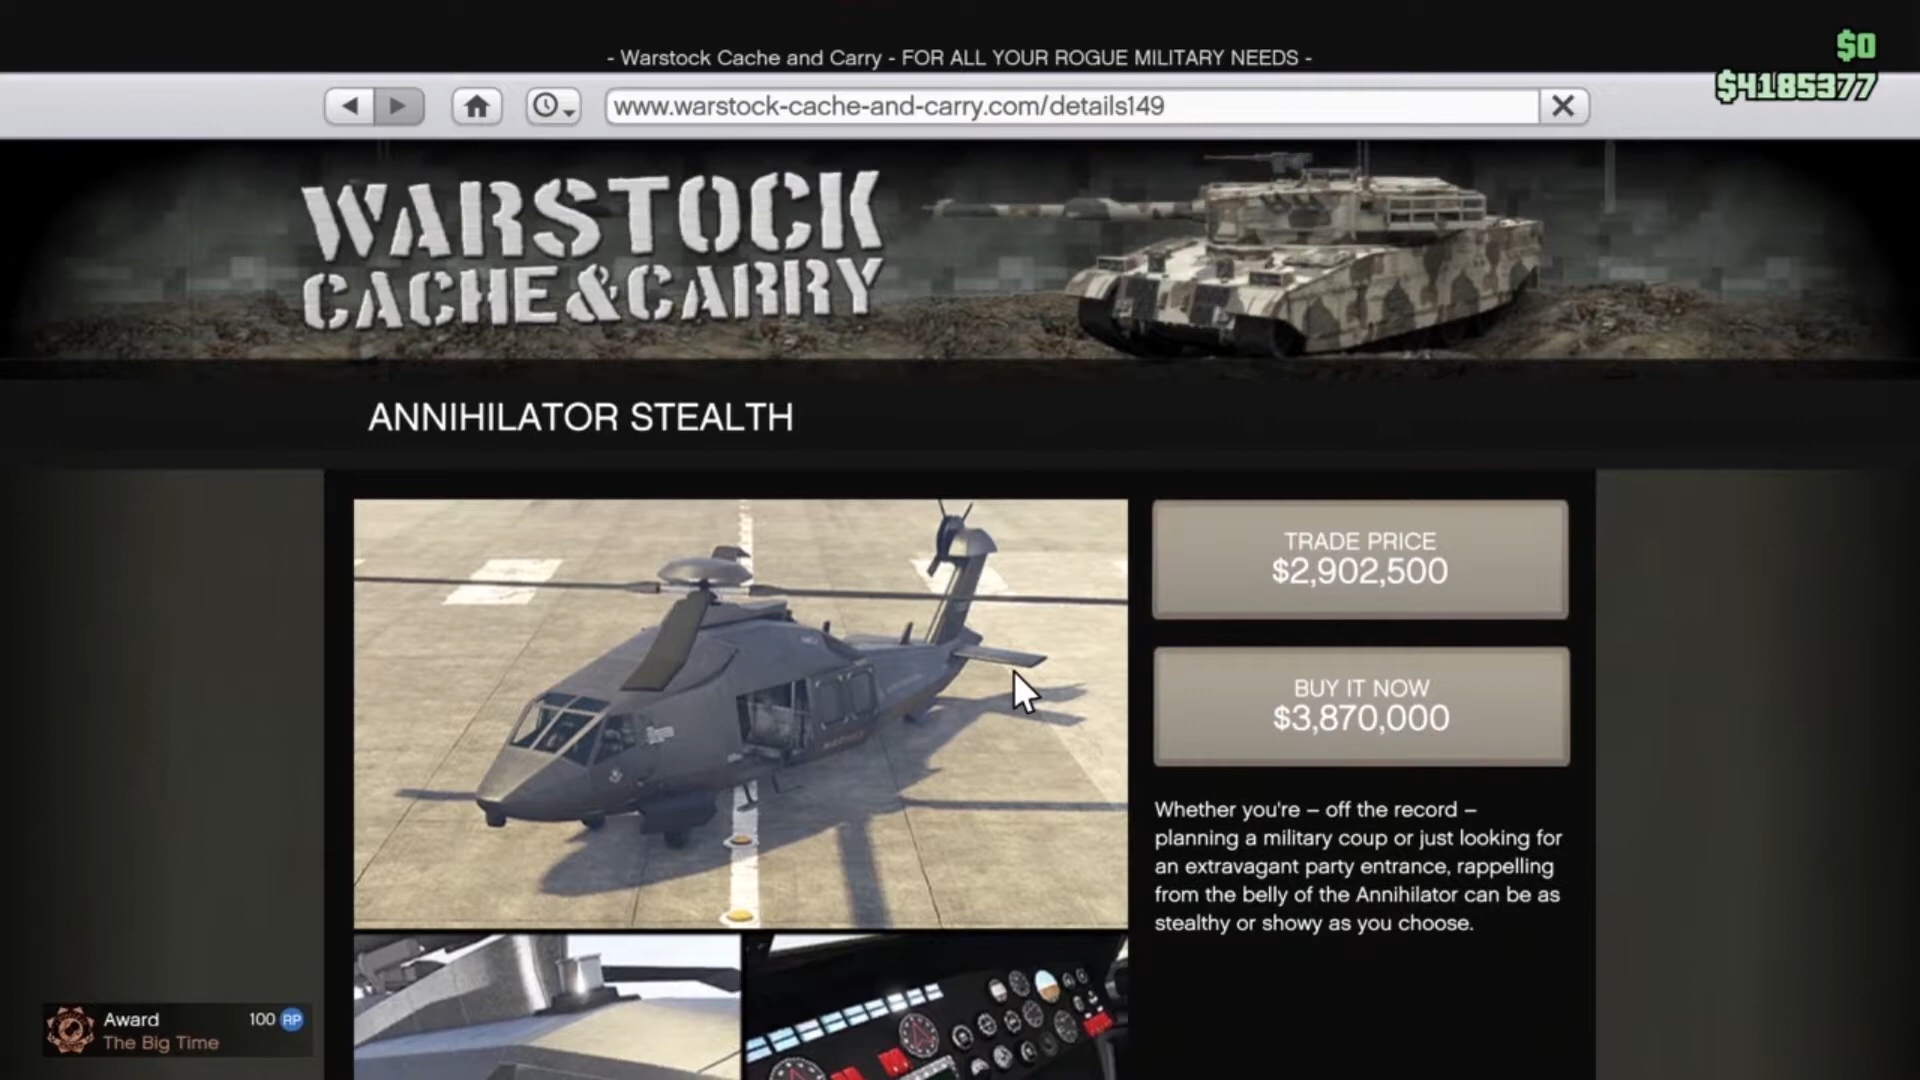 - Warstock Cache and Carry - FOR ALL YOUR ROGUE MILITARY NEEDS -
$0
$4185377
www.warstock-cache-and-carry.com/details149
WARSTOCK
CACHE&CARRY
ANNIHILATOR STEALTH
TRADE PRICE
$2,902,500
BUY IT NOW
$3,870,000
Whether you're – off the record –
planning a military coup or just looking for
an extravagant party entrance, rappelling
from the belly of the Annihilator can be as
stealthy or showy as you choose.
Award 100 RP
The Big Time